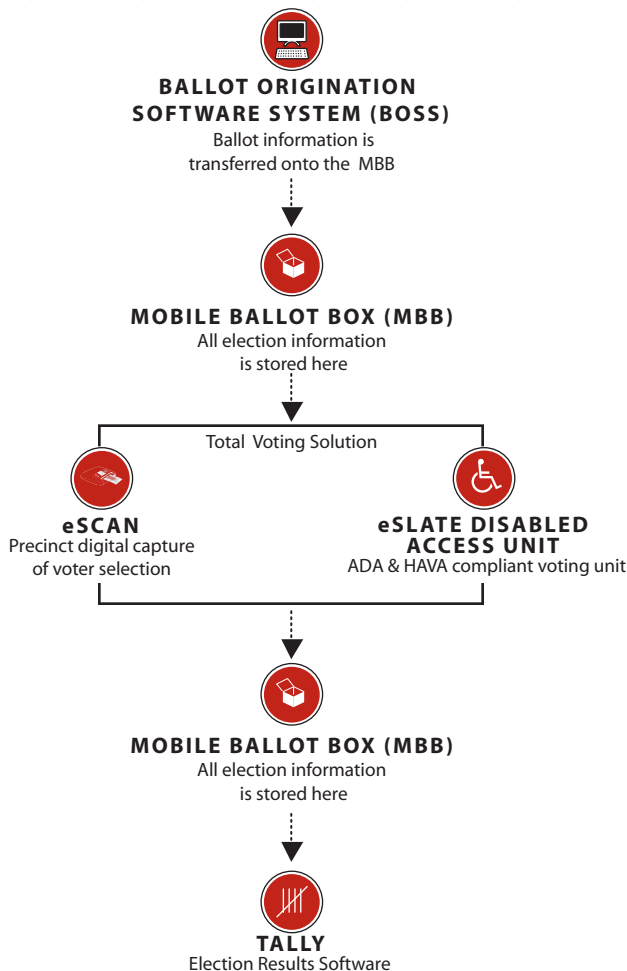 BALLOT ORIGINATION
SOFTWARE SYSTEM (BOSS)
Ballot information is
transferred onto the MBB
MOBILE BALLOT BOX (MBB)
All election information
is stored here
Total Voting Solution
eSCAN
Precinct digital capture
of voter selection
eSLATE DISABLED
ACCESS UNIT
ADA & HAVA compliant voting unit
MOBILE BALLOT BOX (MBB)
All election information
is stored here
TALLY
Election Results Software